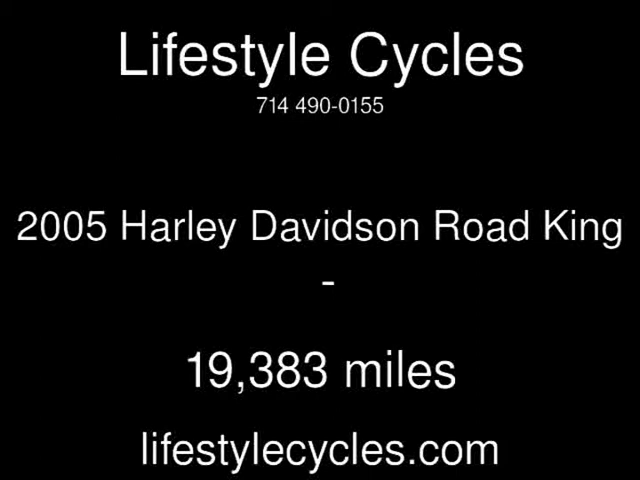 Lifestyle Cycles
714 490-0155
2005 Harley Davidson Road King
-
19,383 miles
lifestylecycles.com